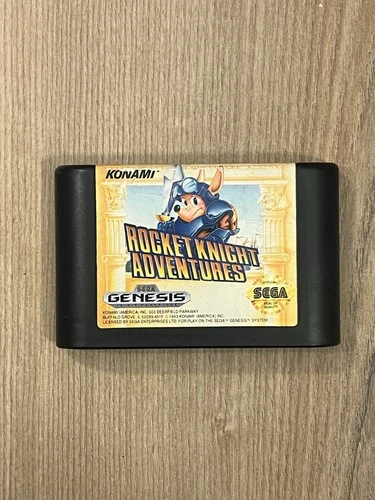 KONAMI
ROCKET KNIGHT
ADVENTURES
SEGA
GENESIS
SEGA
KONAMI (AMERICA) INC. 900 DEERFIELD PARKWAY
BUFFALO GROVE, IL 60089-4510 © 1993 KONAMI (AMERICA) INC.
LICENSED BY SEGA ENTERPRISES LTD. FOR PLAY ON THE SEGA™ GENESIS™ SYSTEM.